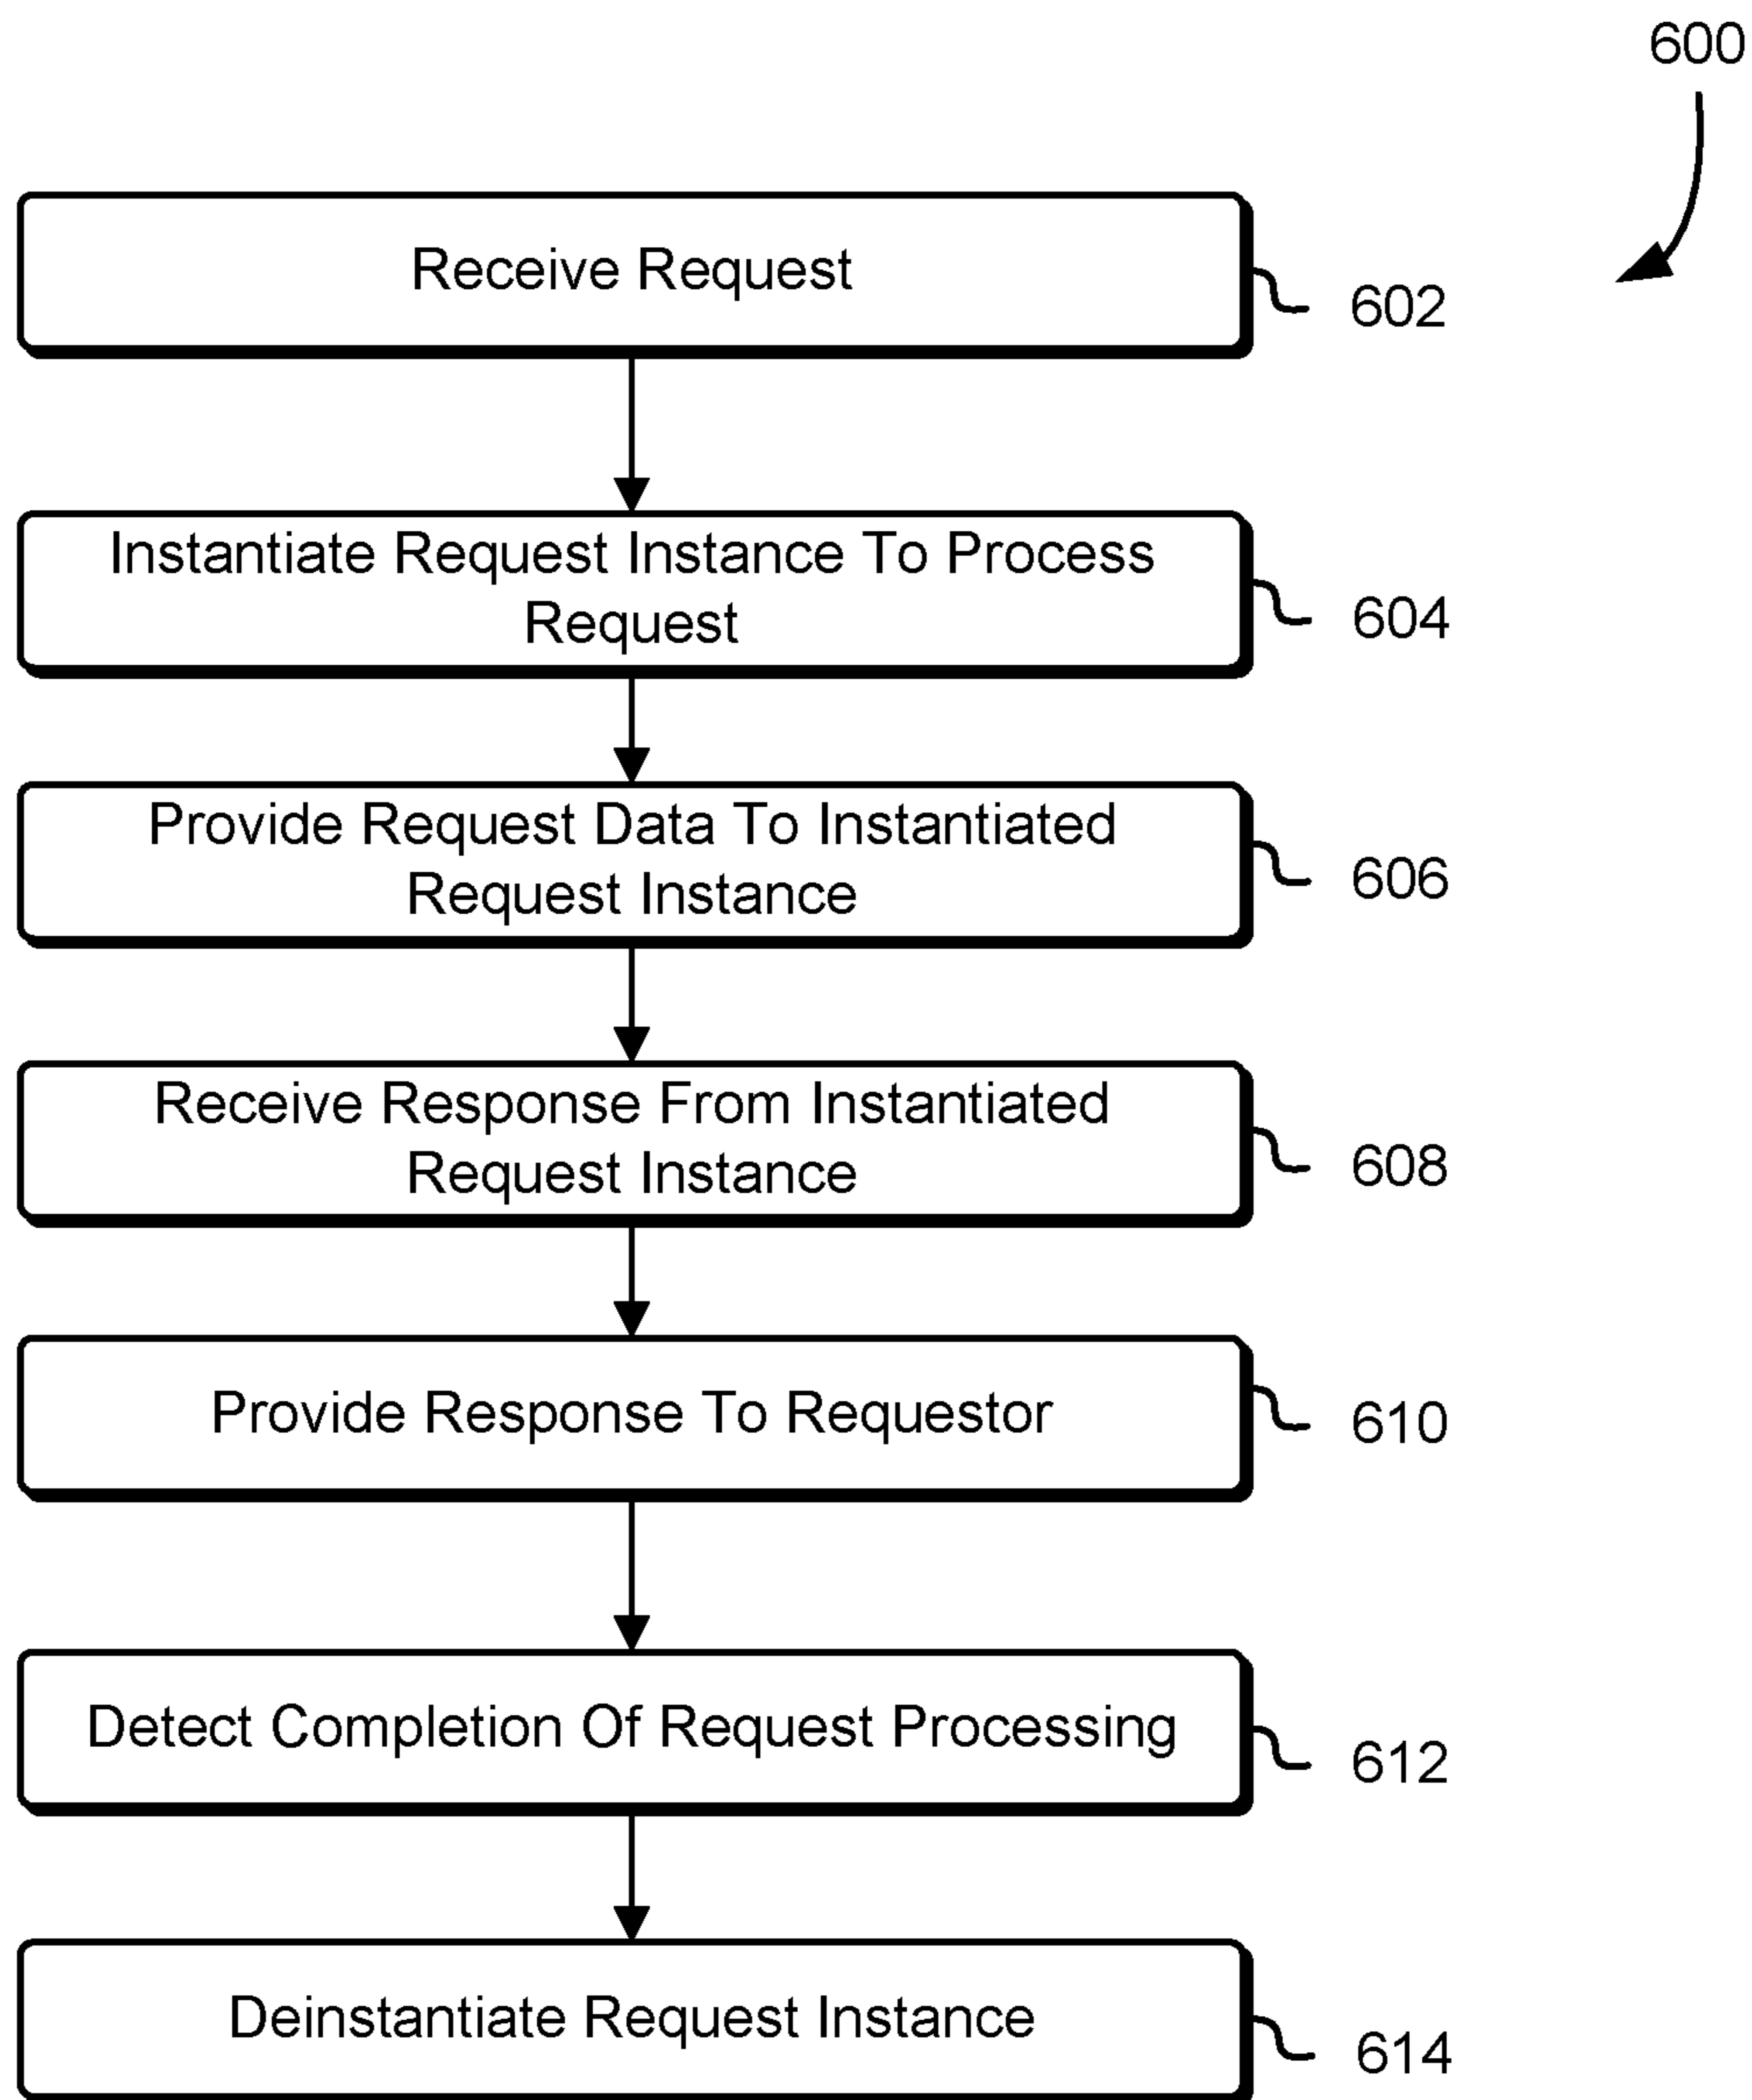 600
Receive Request
602
Instantiate Request Instance To Process
Request
604
Provide Request Data To Instantiated
Request Instance
606
Receive Response From Instantiated
Request Instance
608
Provide Response To Requestor
610
Detect Completion Of Request Processing
612
Deinstantiate Request Instance
614